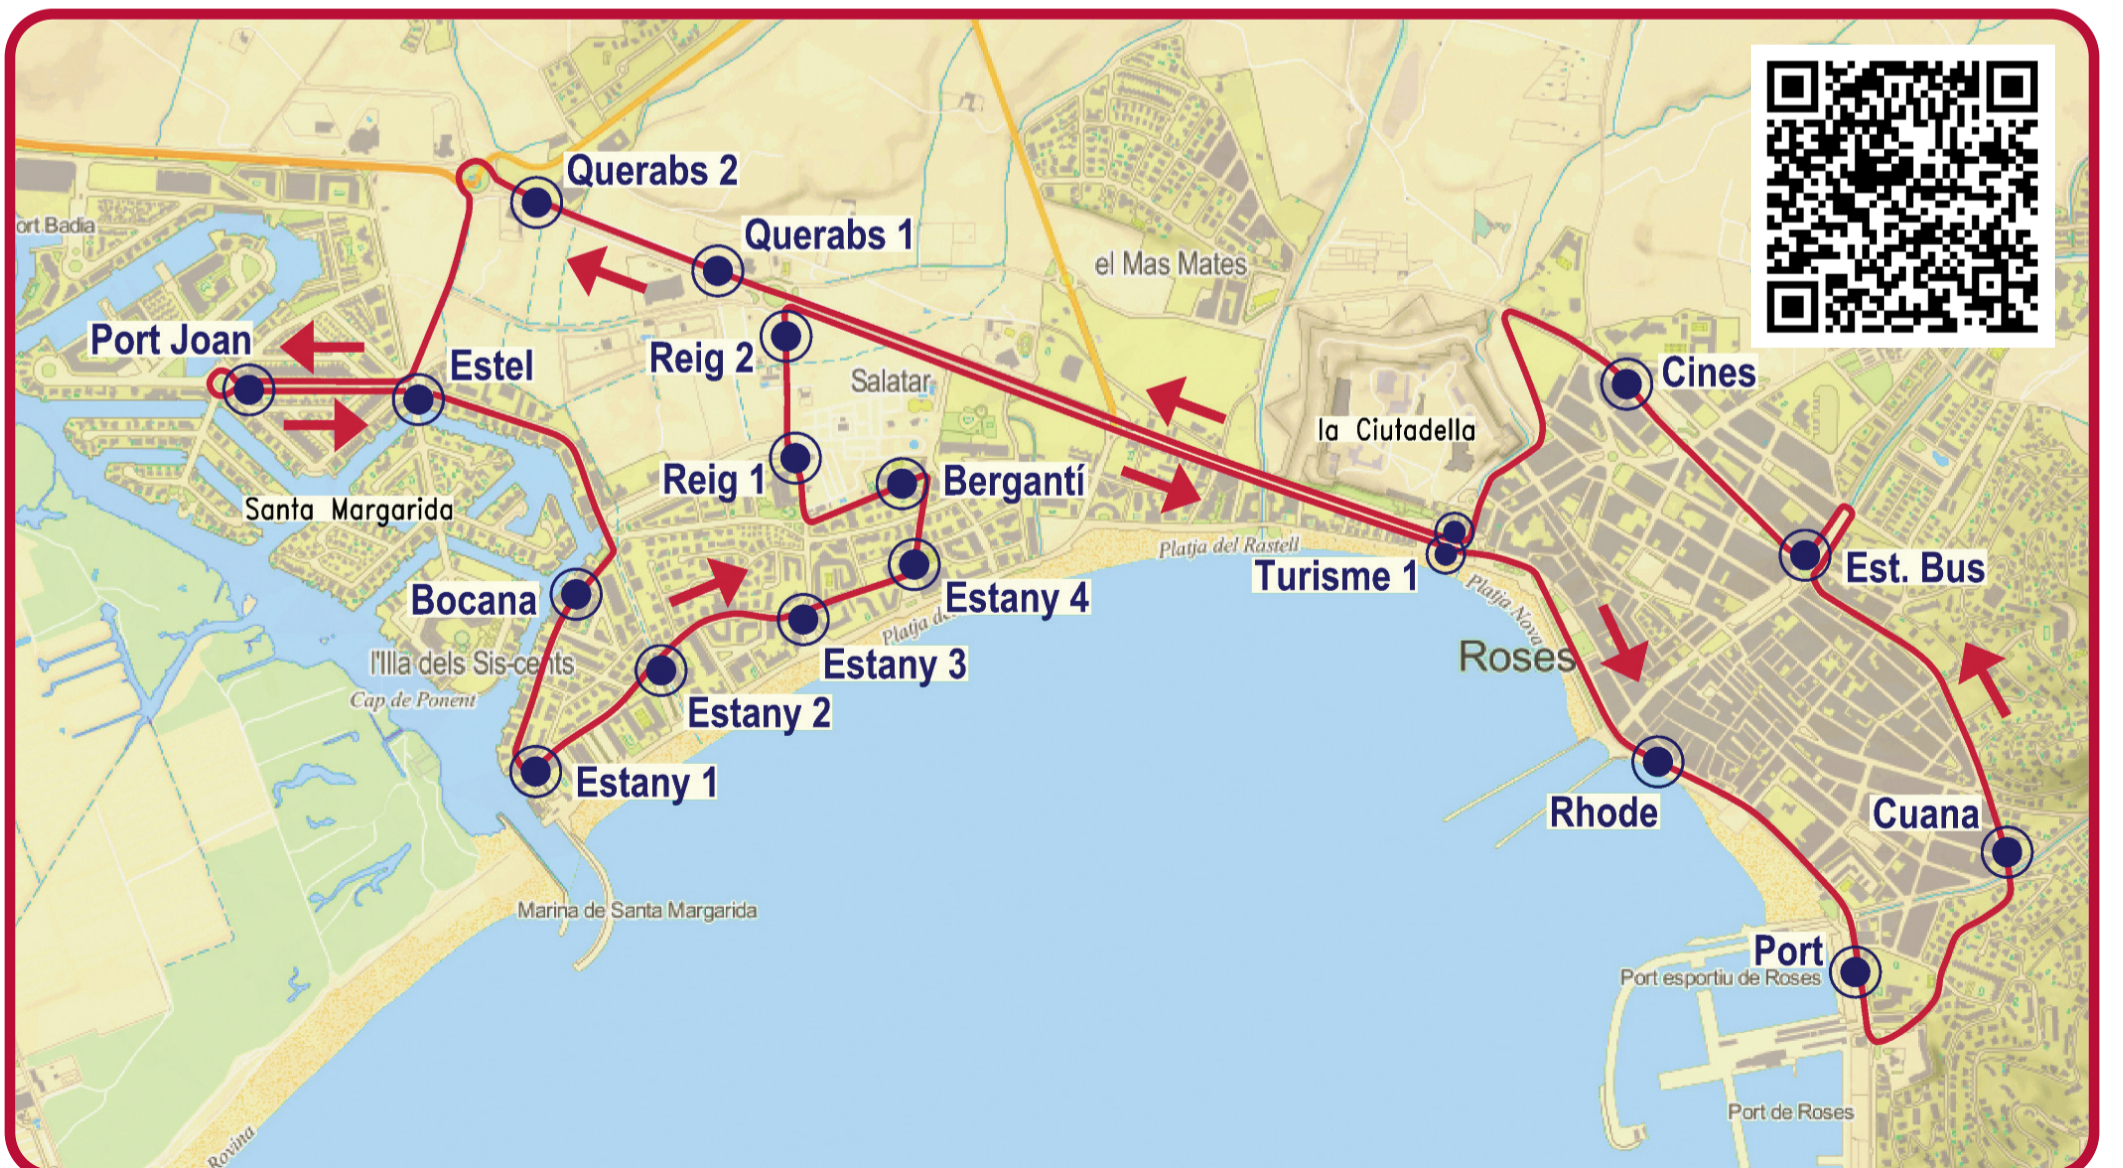 Querabs 2
Querabs 1
ort Badia
el Mas Mates
Port Joan
Estel
Reig 2
Salatar
Cines
la Ciutadella
Reig 1
Bergantí
Santa Margarida
Platja del Rastell
Turisme 1
Est. Bus
Bocana
Estany 4
Platja de
Platja Nova
Roses
l'Illa dels Sis-cents
Cap de Ponent
Estany 3
Estany 2
Estany 1
Rhode
Cuana
Marina de Santa Margarida
Port
Port esportiu de Roses
Port de Roses
Rovina